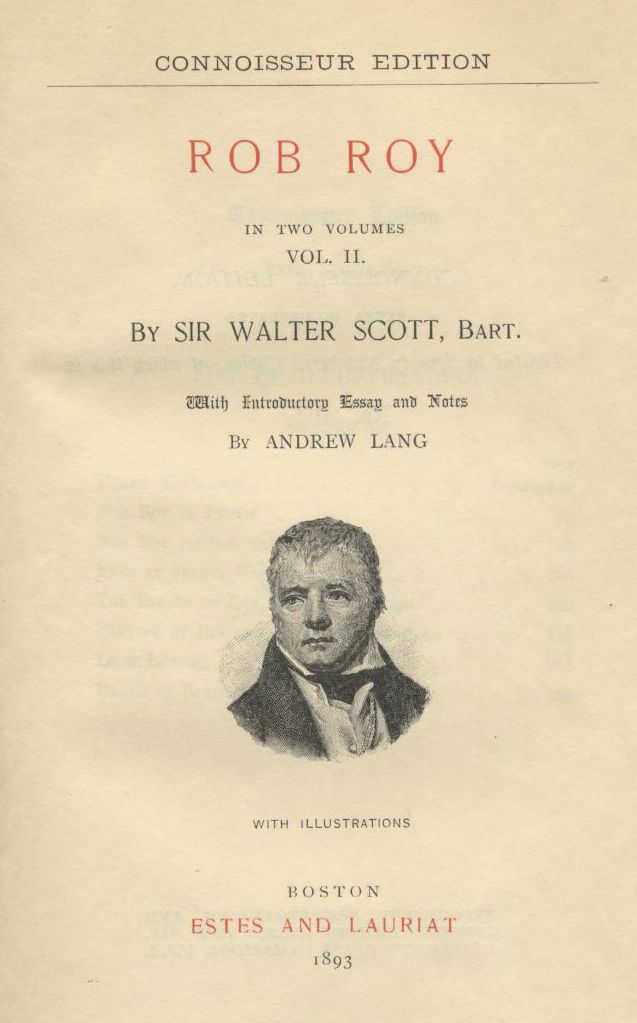 CONNOISSEUR EDITION
ROB ROY
IN TWO VOLUMES
VOL. II.
BY SIR WALTER SCOTT, BART.
With Introductory Essay and Notes
BY ANDREW LANG
WITH ILLUSTRATIONS
BOSTON
ESTES AND LAURIAT
1893